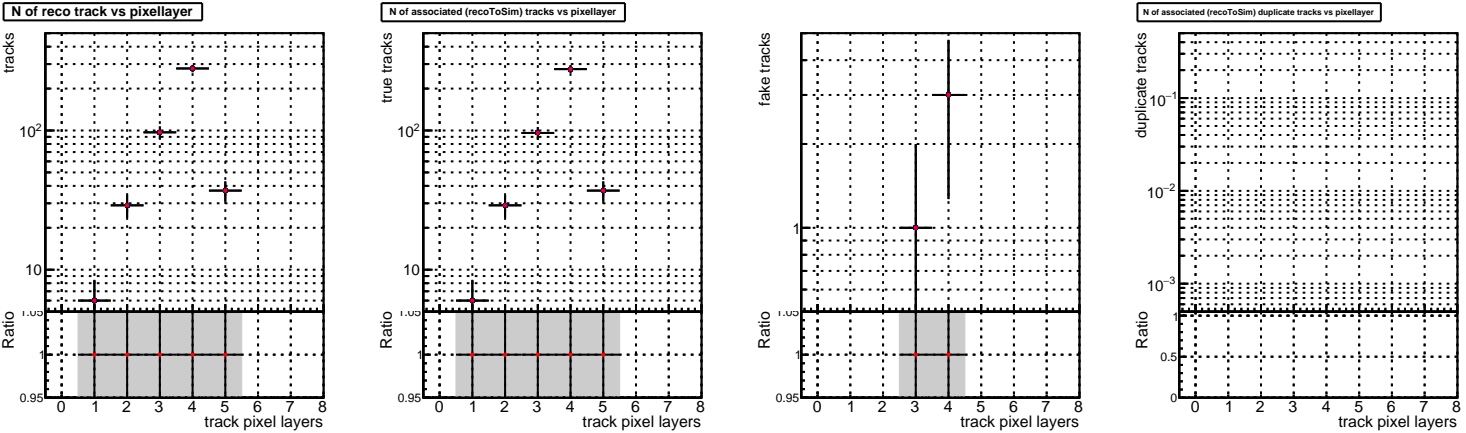 N of reco track vs pixellayer
tracks
10²
10
Ratio
1.05
1
0.95
0 1 2 3 4 5 6 7 8
track pixel layers
N of associated (recoToSim) tracks vs pixellayer
true tracks
10²
10
Ratio
1.05
1
0.95
0 1 2 3 4 5 6 7 8
track pixel layers
fake tracks
1
Ratio
1.05
1
0.95
0 1 2 3 4 5 6 7 8
track pixel layers
N of associated (recoToSim) duplicate tracks vs pixellayer
duplicate tracks
10⁻¹
10⁻²
10⁻³
Ratio
1
0.5
0
0 1 2 3 4 5 6 7 8
track pixel layers